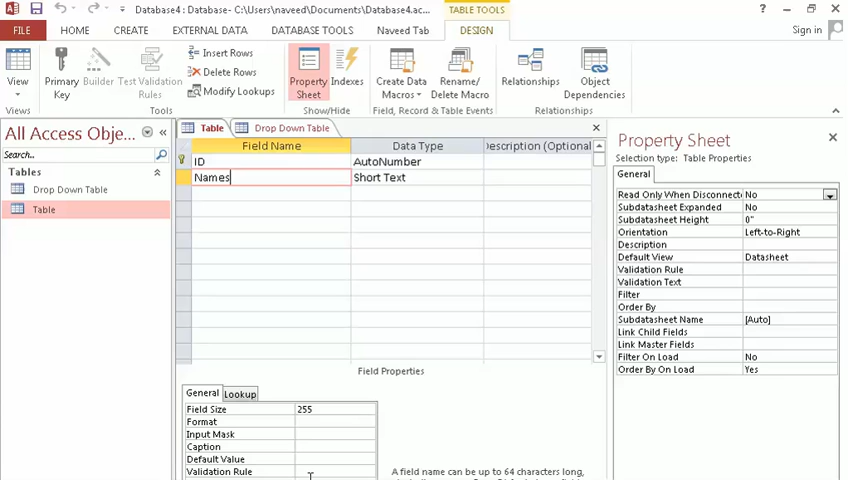 Database4 : Database- C:\Users\naveed\Documents\Database4.ac...
TABLE TOOLS
?
Sign in
FILE
HOME
CREATE
EXTERNAL DATA
DATABASE TOOLS
Naveed Tab
DESIGN
View
Primary
Key
Builder
Test Validation
Rules
Insert Rows
Delete Rows
Modify Lookups
Property
Sheet
Indexes
Create Data
Macros
Rename/
Delete Macro
Relationships
Object
Dependencies
Views
Tools
Show/Hide
Field, Record & Table Events
Relationships
All Access Obje...
Search...
Tables
Drop Down Table
Table
Table
Drop Down Table
Field Name
Data Type
Description (Optional
ID
AutoNumber
Names
Short Text
Field Properties
General
Lookup
Field Size 255
Format
Input Mask
Caption
Default Value
Validation Rule
A field name can be up to 64 characters long,
Property Sheet
Selection type: Table Properties
General
Read Only When Disconnecte No
Subdatasheet Expanded No
Subdatasheet Height 0"
Orientation Left-to-Right
Description
Default View Datasheet
Validation Rule
Validation Text
Filter
Order By
Subdatasheet Name [Auto]
Link Child Fields
Link Master Fields
Filter On Load No
Order By On Load Yes